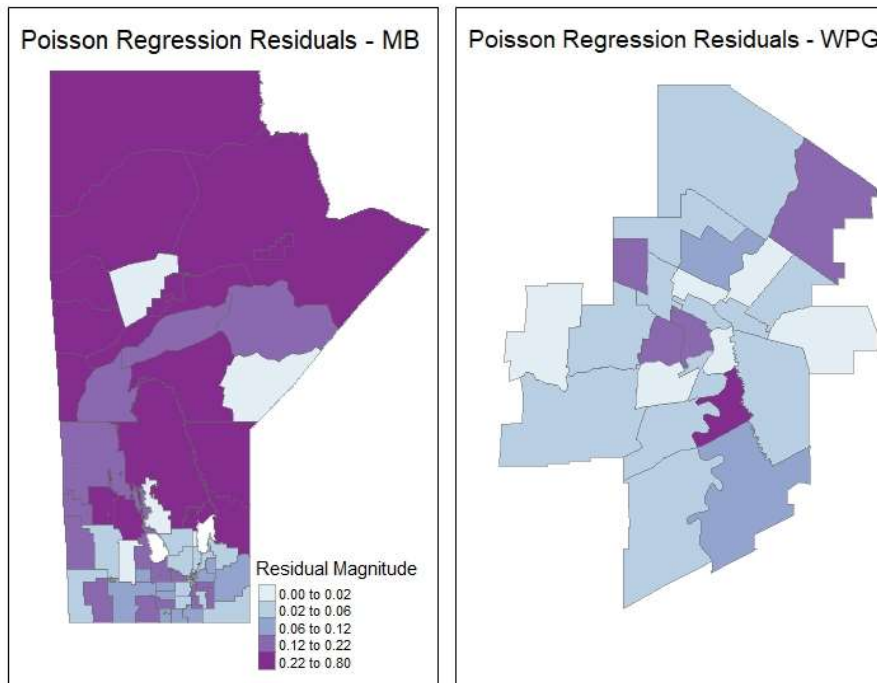 Poisson Regression Residuals - MB
Residual Magnitude
0.00 to 0.02
0.02 to 0.06
0.06 to 0.12
0.12 to 0.22
0.22 to 0.80
Poisson Regression Residuals - WPG